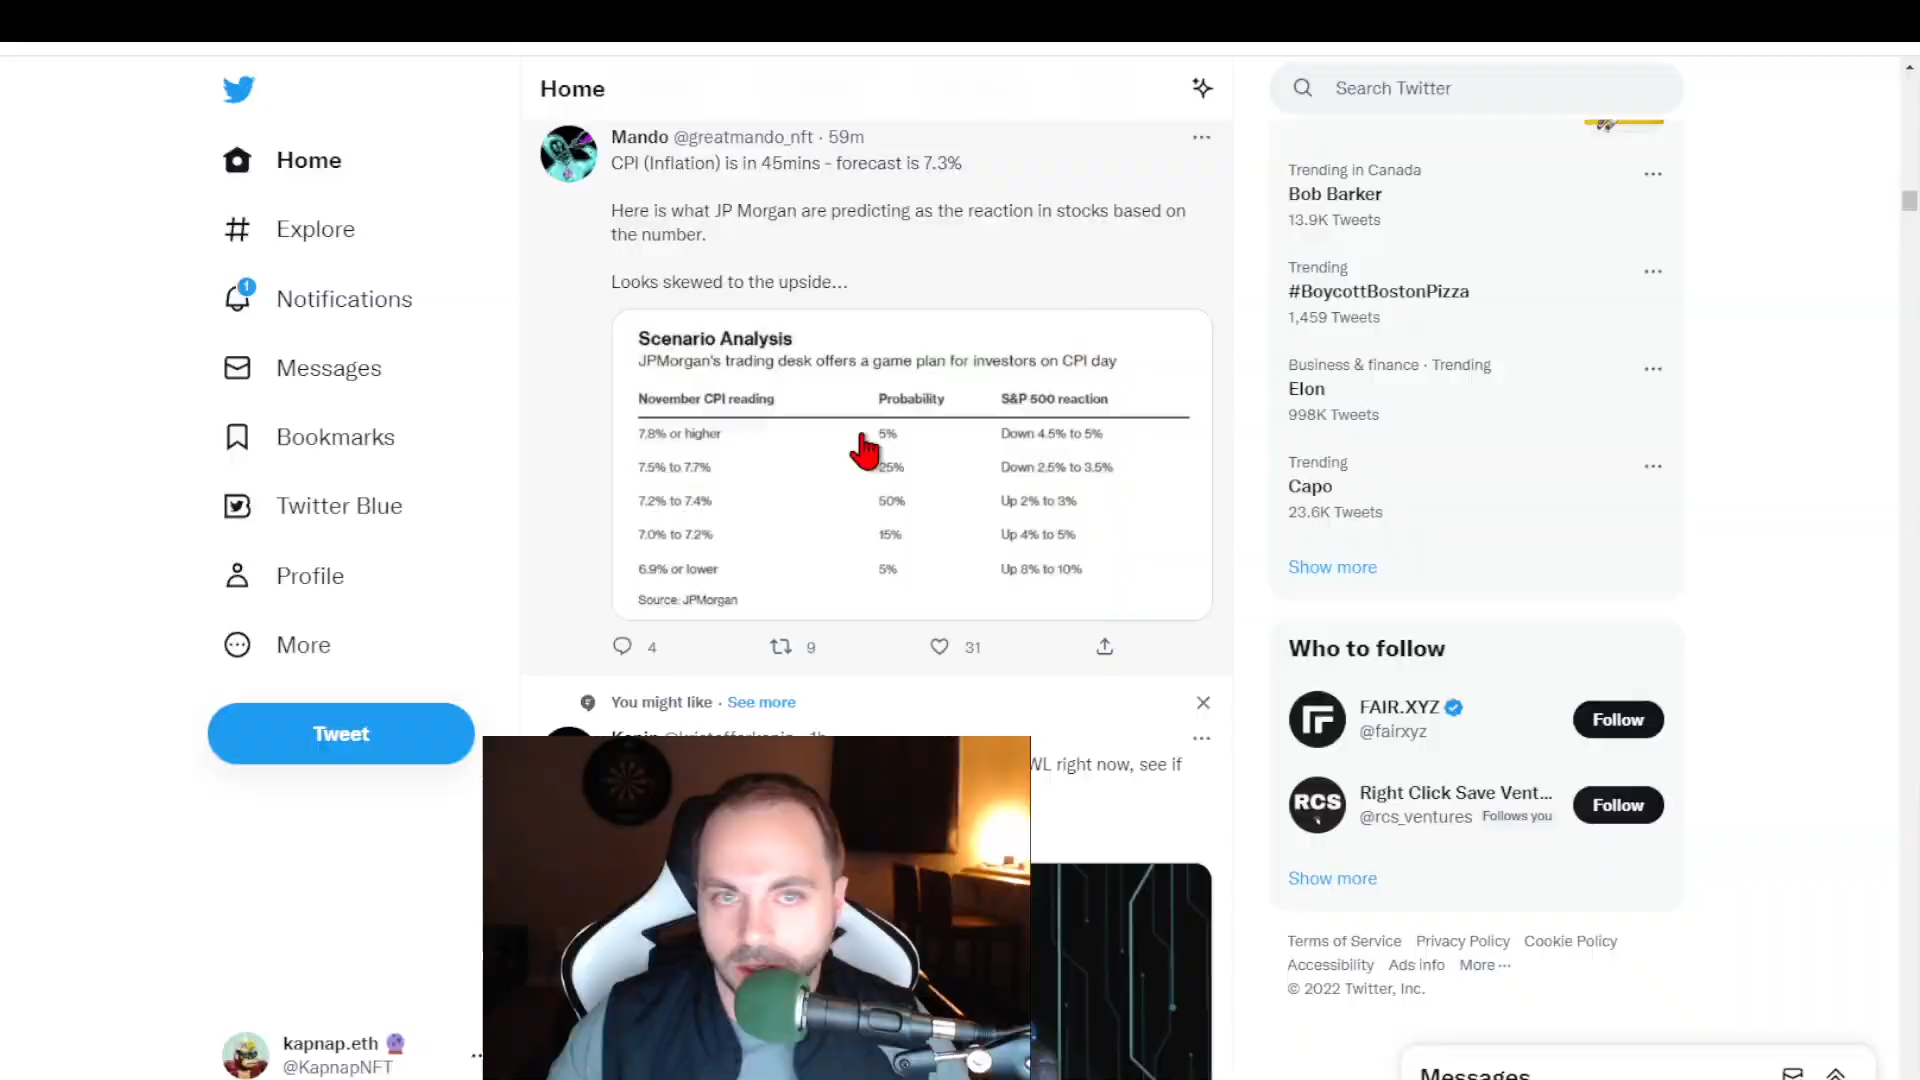 Home
Explore
1
Notifications
Messages
Bookmarks
Twitter Blue
Profile
More
Tweet
kapnap.eth
@KapnapNFT
Home
Mando @greatmando_nft · 59m
CPI (Inflation) is in 45mins - forecast is 7.3%
Here is what JP Morgan are predicting as the reaction in stocks based on
the number.
Looks skewed to the upside...
Scenario Analysis
JPMorgan's trading desk offers a game plan for investors on CPI day
November CPI reading Probability S&P 500 reaction
7.8% or higher 5% Down 4.5% to 5%
7.5% to 7.7% 25% Down 2.5% to 3.5%
7.2% to 7.4% 50% Up 2% to 3%
7.0% to 7.2% 15% Up 4% to 5%
6.9% or lower 5% Up 8% to 10%
Source: JPMorgan
4 9 31
You might like · See more
WL right now, see if
Search Twitter
Trending in Canada
Bob Barker
13.9K Tweets
Trending
#BoycottBostonPizza
1,459 Tweets
Business & finance · Trending
Elon
998K Tweets
Trending
Capo
23.6K Tweets
Show more
Who to follow
FAIR.XYZ
@fairxyz
Follow
RCS
Right Click Save Vent...
@rcs_ventures Follows you
Follow
Show more
Terms of Service Privacy Policy Cookie Policy
Accessibility Ads info More ...
© 2022 Twitter, Inc.
Messages